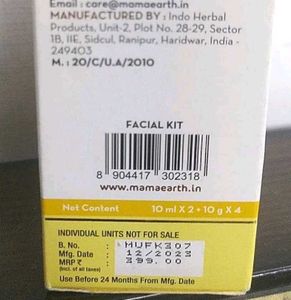 Email : care@mamaearth.in
MANUFACTURED BY : Indo Herbal
Products, Unit-2, Plot No. 28-29, Sector
1B, IIE, Sidcul, Ranipur, Haridwar, India -
249403
M. : 20/C/UA/2010
FACIAL KIT
8 904417 302318
www.mamaearth.in
Net Content 10 ml X 2 + 10 g X 4
INDIVIDUAL UNITS NOT FOR SALE
B. No. : MUFK307
Mfg. Date : 12/2023
MRP ₹ : 399.00
(Incl. of all taxes)
Use Before 24 Months From Mfg. Date